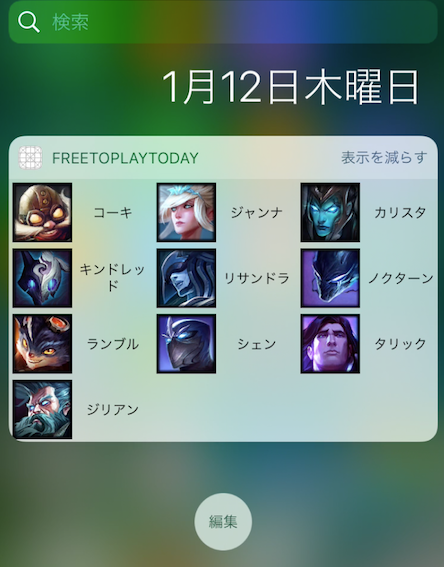 検索
1月12日木曜日
FREETOPLAYTODAY 表示を減らす
コーキ ジャンナ カリスタ
キンドレッ
ド
リサンドラ ノクターン
ランブル シェン タリック
ジリアン
編集